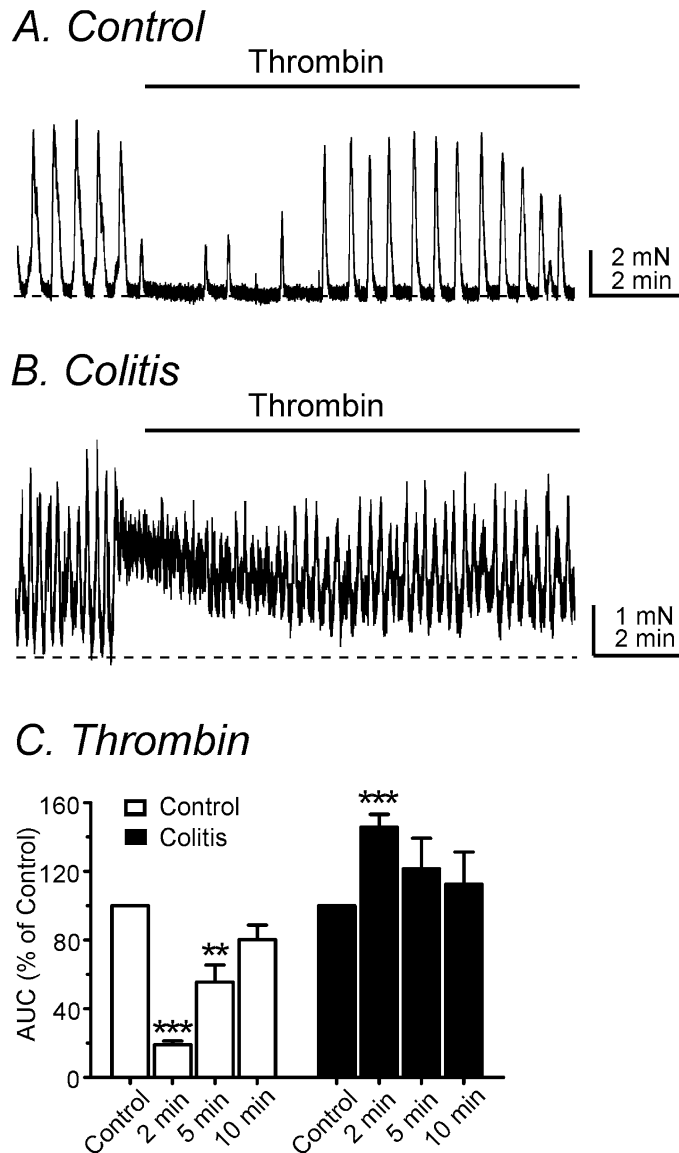 A. Control
Thrombin
2 mN
2 min
B. Colitis
Thrombin
1 mN
2 min
C. Thrombin
AUC (% of Control)
160
120
80
40
0
Control
Colitis
***
**
***
Control
2 min
5 min
10 min
Control
2 min
5 min
10 min